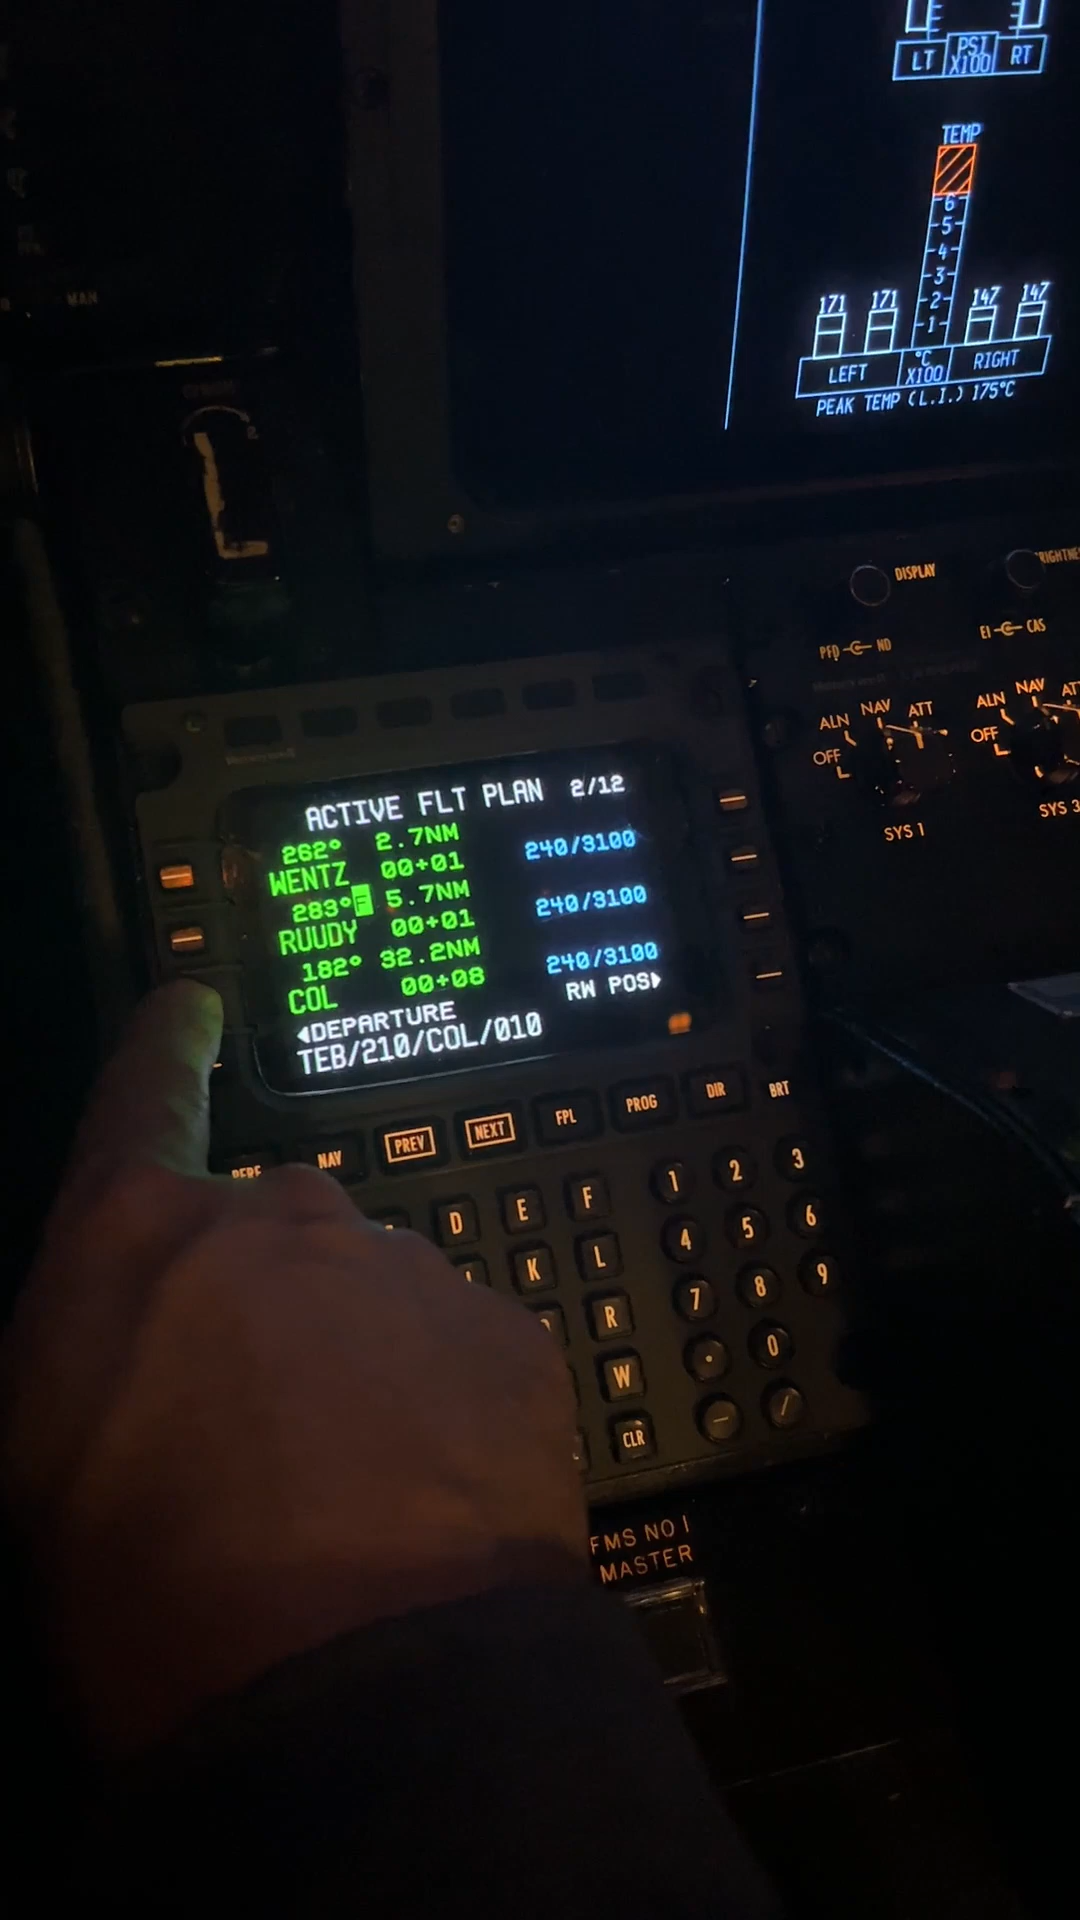 LT PSI X100 RT
TEMP
6
5
4
3
2
1
171 171 147 147
LEFT °C X100 RIGHT
PEAK TEMP (L.I.) 175°C
MAN
2
DISPLAY
PFD ND
EI CAS
ALN NAV ATT
OFF
SYS 1
ALN NAV
OFF
SYS 3
ACTIVE FLT PLAN 2/12
262° 2.7NM
WENTZ 00+01 240/3100
283° F 5.7NM
RUUDY 00+01 240/3100
182° 32.2NM
COL 00+08 240/3100
◀DEPARTURE RW POS▶
TEB/210/COL/010
PERF NAV PREV NEXT FPL PROG DIR BRT
D E F 1 2 3
K L 4 5 6
R 7 8 9
W . 0
CLR - /
FMS NO 1
MASTER